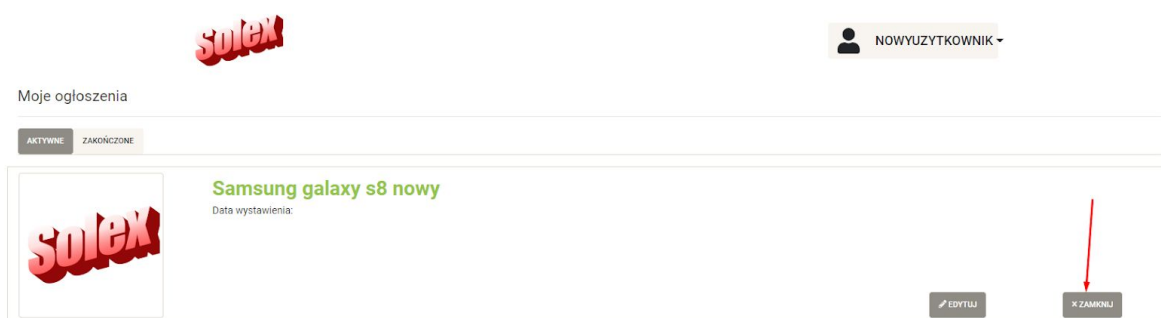 Solex
NOWYUZYTKOWNIK
Moje ogłoszenia
AKTYWNE ZAKOŃCZONE
Samsung galaxy s8 nowy
Data wystawienia:
Solex
EDYTUJ × ZAMKNIJ